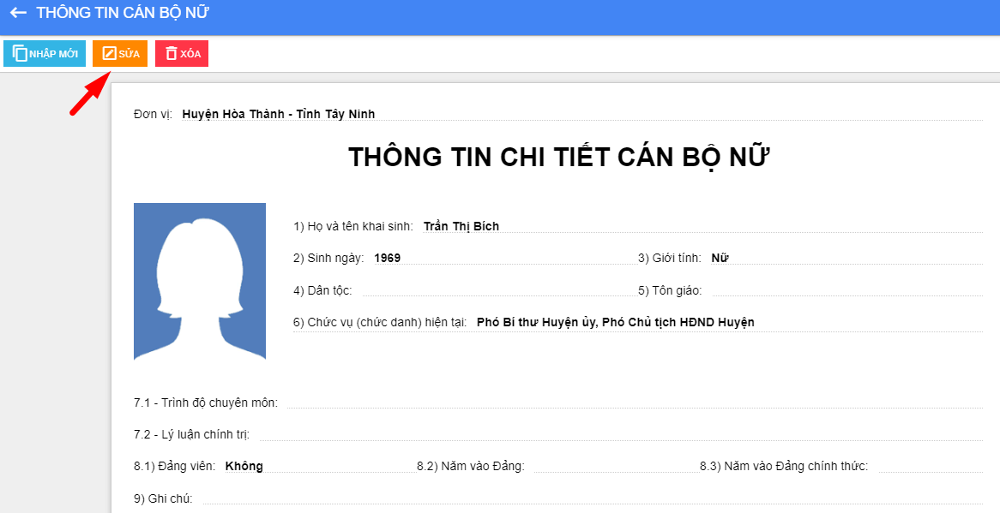 THÔNG TIN CÁN BỘ NỮ
NHẬP MỚI SỬA XÓA
Đơn vị: Huyện Hòa Thành - Tỉnh Tây Ninh
THÔNG TIN CHI TIẾT CÁN BỘ NỮ
1) Họ và tên khai sinh: Trần Thị Bích
2) Sinh ngày: 1969 3) Giới tính: Nữ
4) Dân tộc: 5) Tôn giáo:
6) Chức vụ (chức danh) hiện tại: Phó Bí thư Huyện ủy, Phó Chủ tịch HĐND Huyện
7.1 - Trình độ chuyên môn:
7.2 - Lý luận chính trị:
8.1) Đảng viên: Không 8.2) Năm vào Đảng: 8.3) Năm vào Đảng chính thức:
9) Ghi chú: